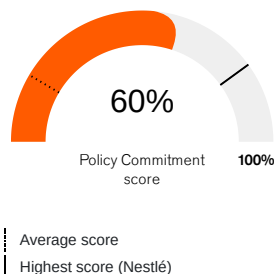 60%
Policy Commitment 100%
score
Average score
Highest score (Nestlé)